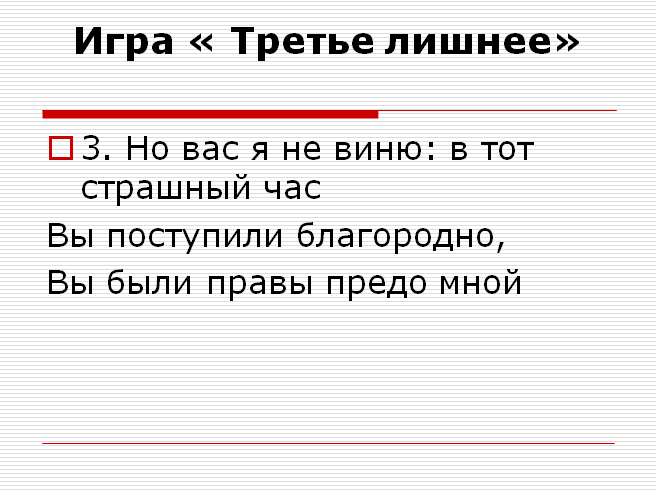 Игра « Третье лишнее»
3. Но вас я не виню: в тот
страшный час
Вы поступили благородно,
Вы были правы предо мной